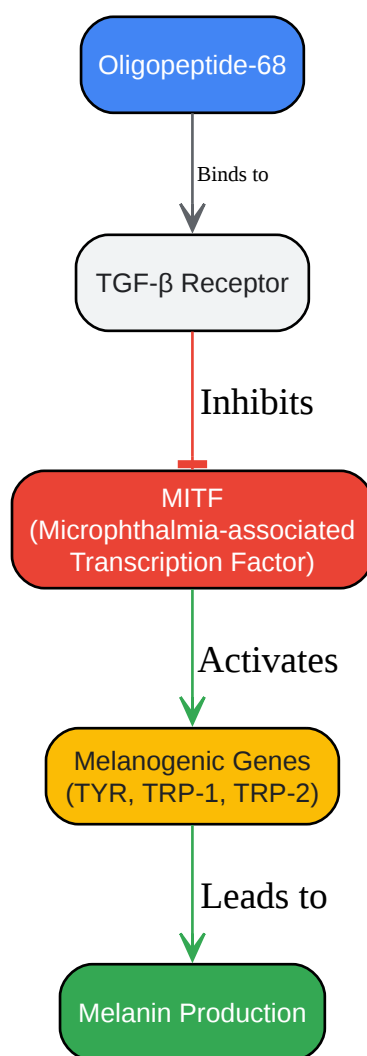 Oligopeptide-68
Binds to
TGF-β Receptor
Inhibits
MITF
(Microphthalmia-associated
Transcription Factor)
Activates
Melanogenic Genes
(TYR, TRP-1, TRP-2)
Leads to
Melanin Production